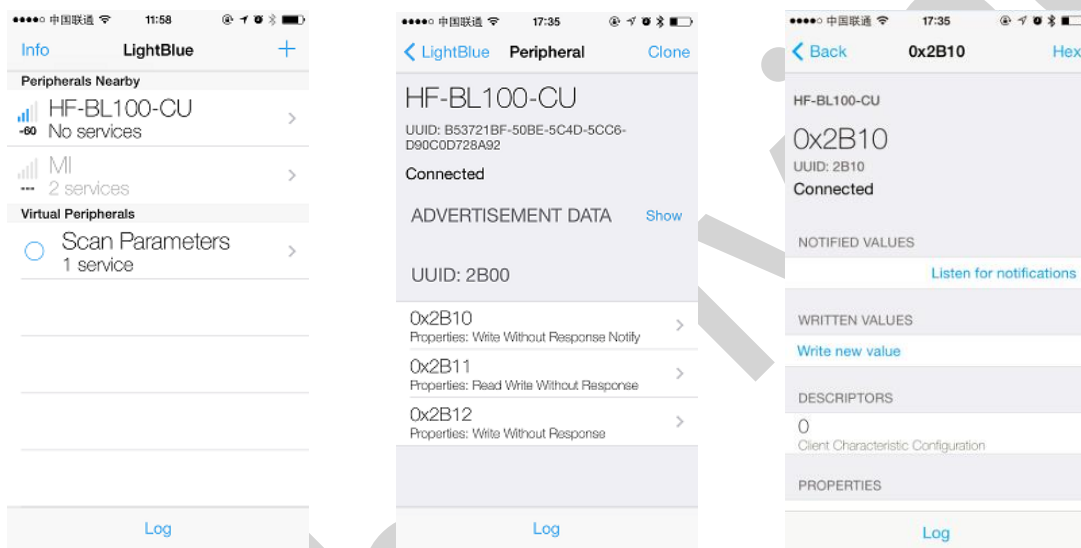 中国联通 11:58
Info LightBlue +
Peripherals Nearby
HF-BL100-CU
-60 No services
MI
--- 2 services
Virtual Peripherals
Scan Parameters
1 service
Log
中国联通 17:35
LightBlue Peripheral Clone
HF-BL100-CU
UUID: B53721BF-50BE-5C4D-5CC6-
D90C0D728A92
Connected
ADVERTISEMENT DATA Show
UUID: 2B00
0x2B10
Properties: Write Without Response Notify
0x2B11
Properties: Read Write Without Response
0x2B12
Properties: Write Without Response
Log
中国联通 17:35
Back 0x2B10 Hex
HF-BL100-CU
0x2B10
UUID: 2B10
Connected
NOTIFIED VALUES
Listen for notifications
WRITTEN VALUES
Write new value
DESCRIPTORS
0
Client Characteristic Configuration
PROPERTIES
Log